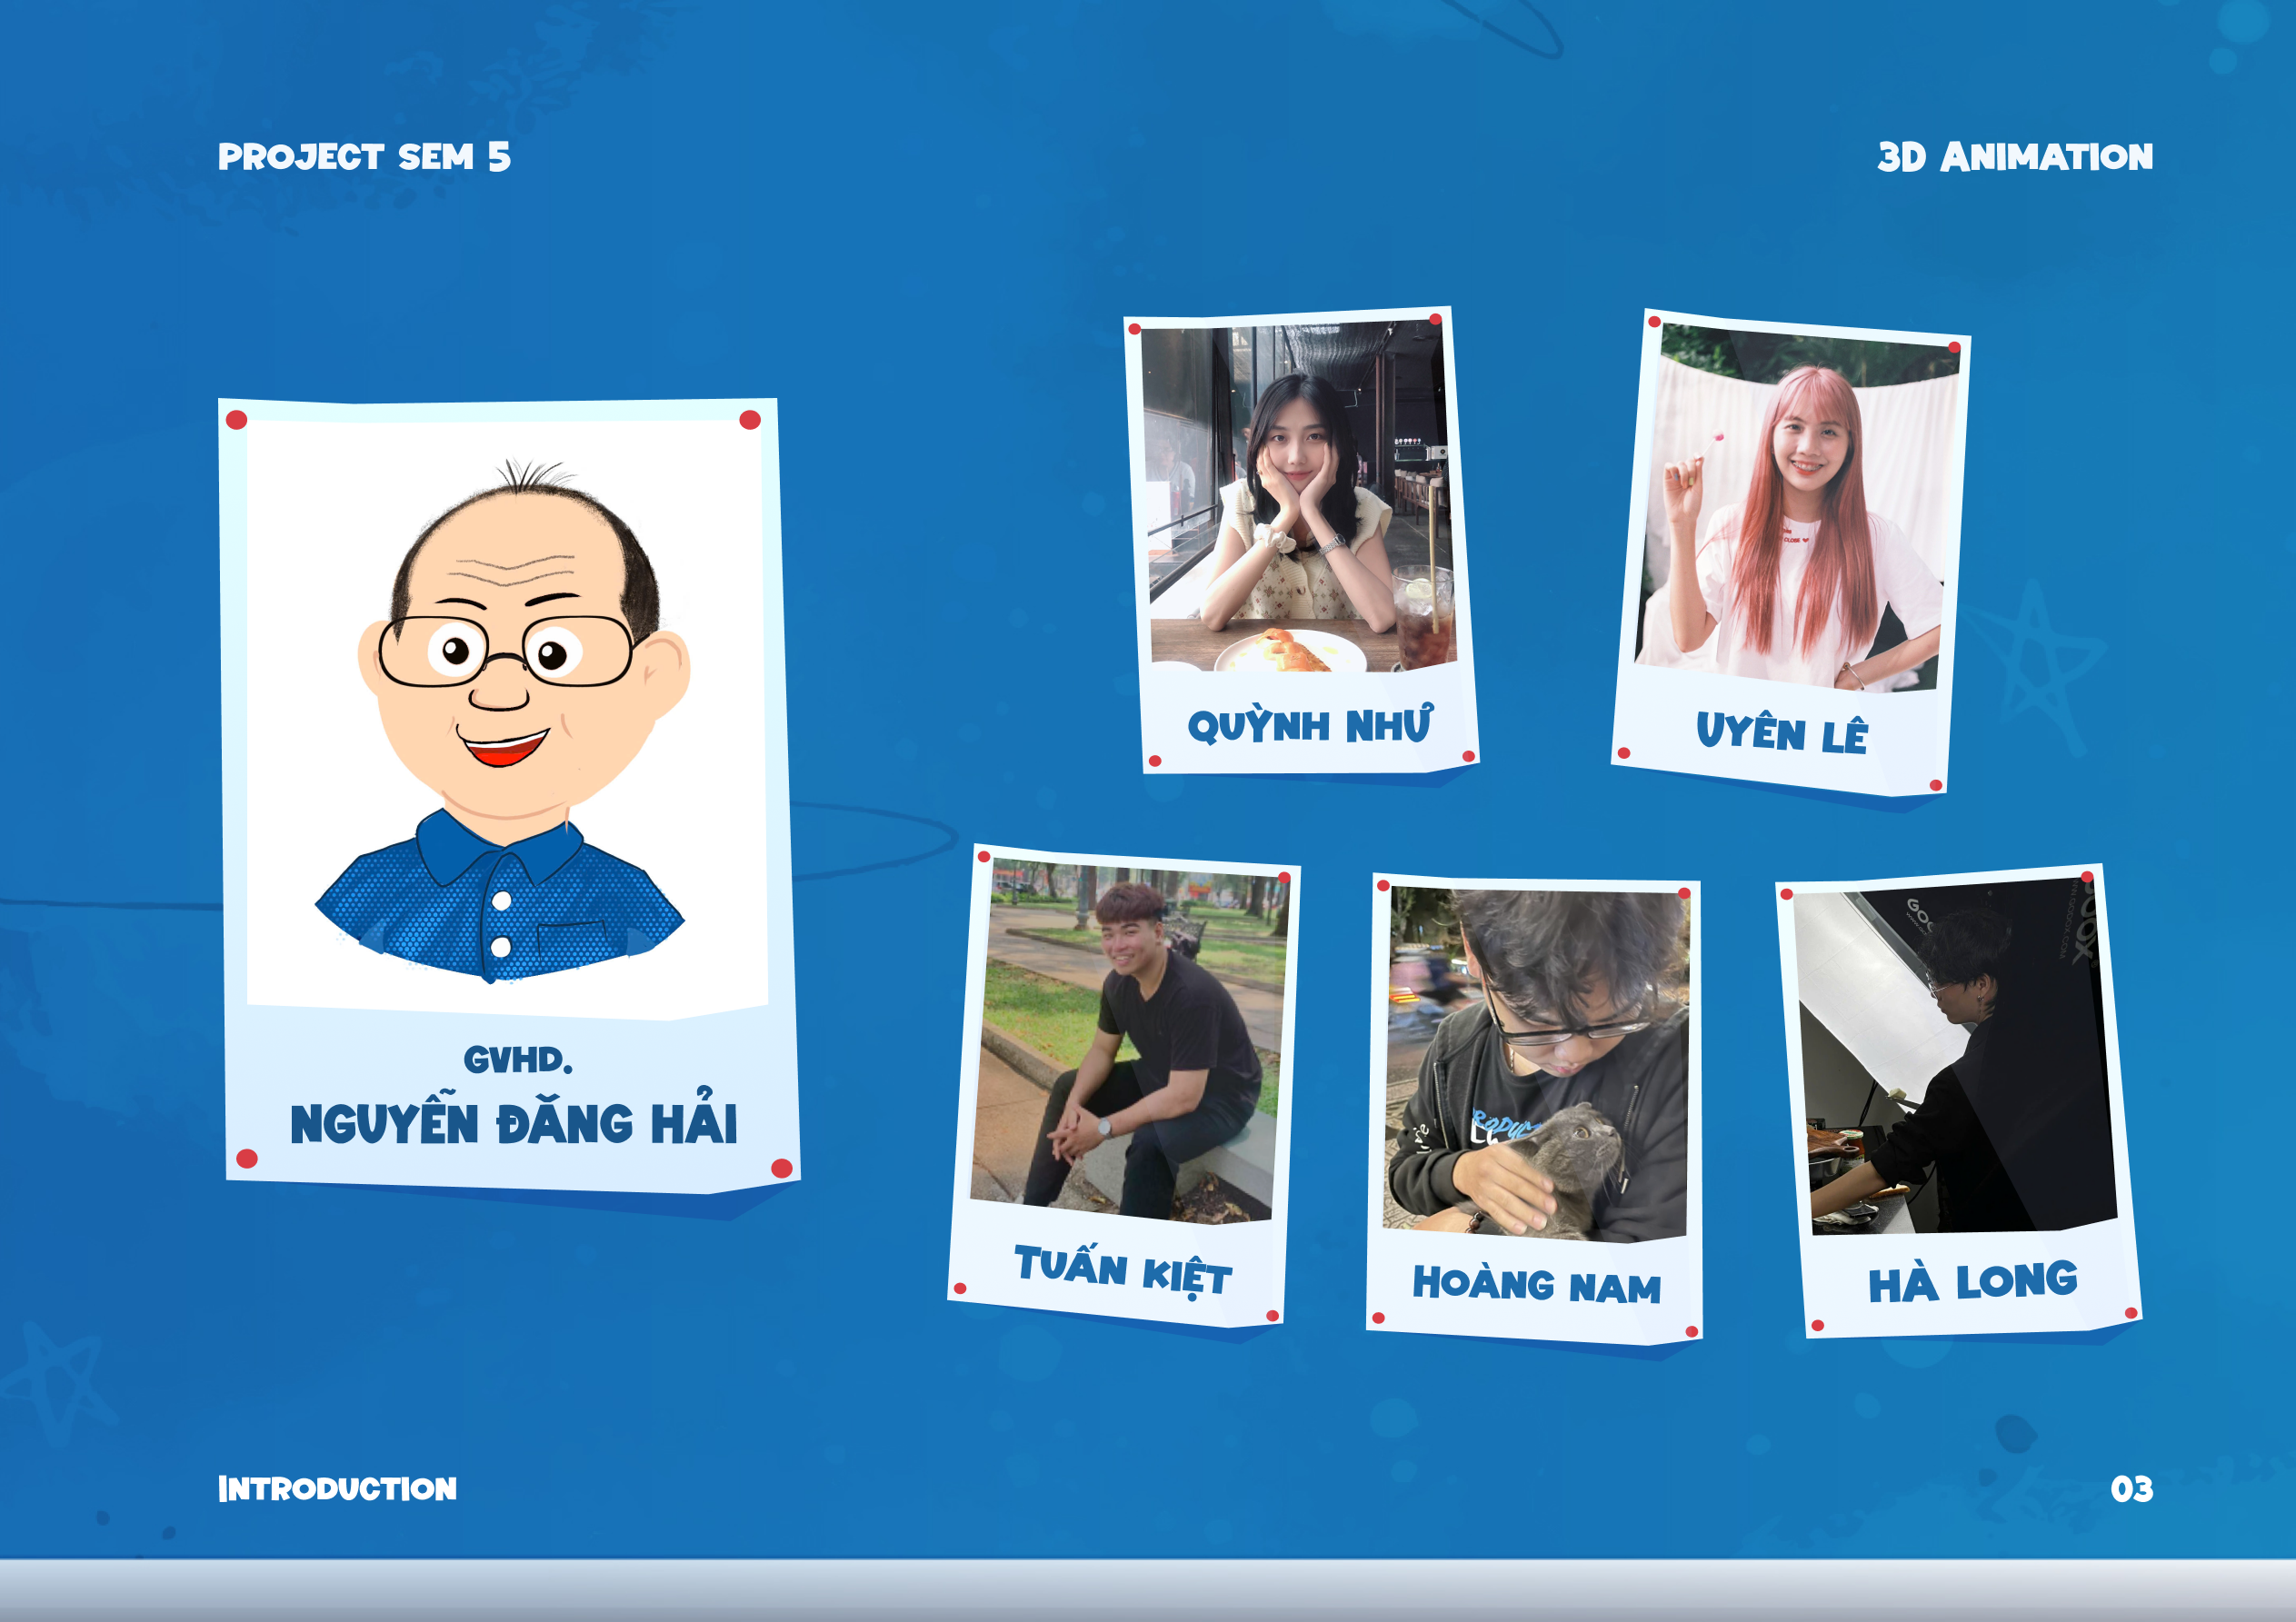 PROJECT SEM 5
3D ANIMATION
GVHD.
NGUYỄN ĐĂNG HẢI
QUỲNH NHƯ
UYÊN LÊ
TUẤN KIỆT
HOÀNG NAM
HÀ LONG
INTRODUCTION
03